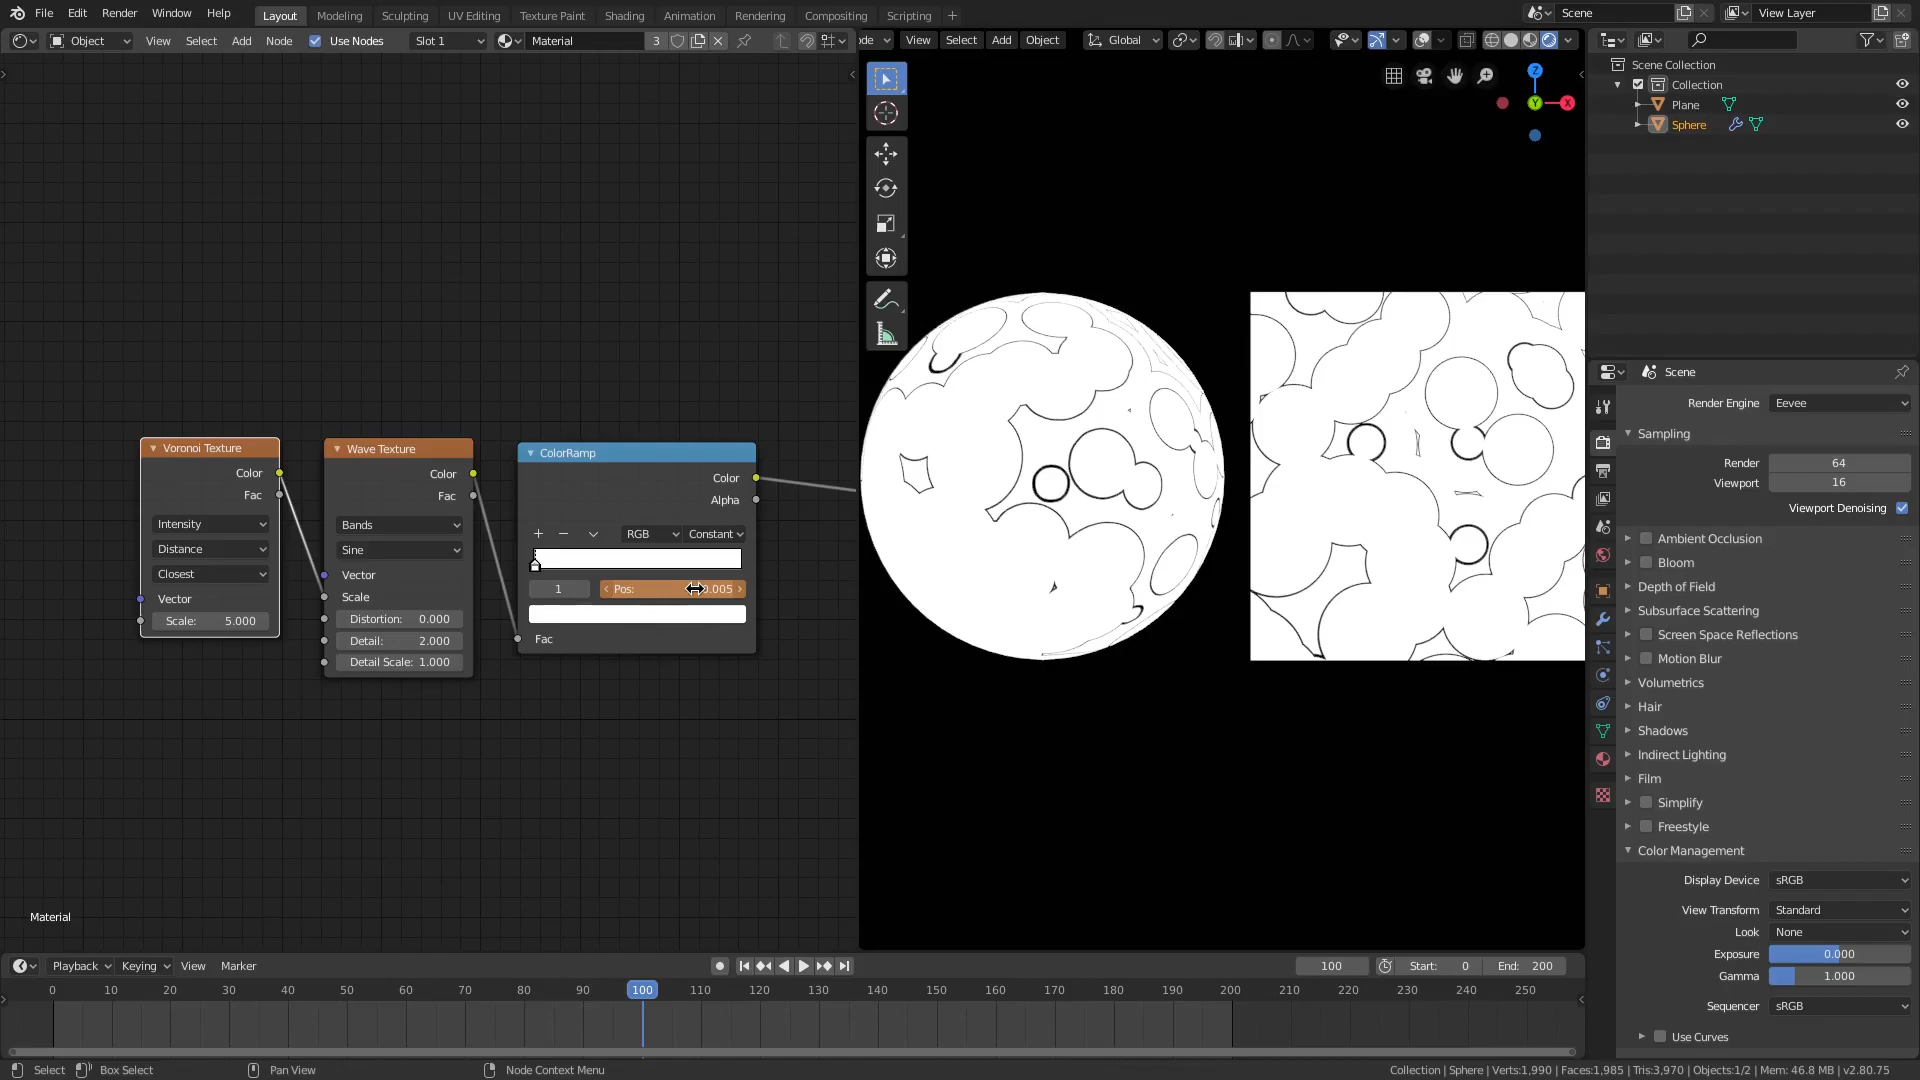 File Edit Render Window Help Layout Modeling Sculpting UV Editing Texture Paint Shading Animation Rendering Compositing Scripting + Scene View Layer
Object View Select Add Node Use Nodes Slot 1 Material 3 View Select Add Object Global
Scene Collection
Collection
Plane
Sphere
Z
Y
X
Voronoi Texture
Color
Fac
Intensity
Distance
Closest
Vector
Scale: 5.000
Wave Texture
Color
Fac
Bands
Sine
Vector
Scale
Distortion: 0.000
Detail: 2.000
Detail Scale: 1.000
ColorRamp
Color
Alpha
RGB Constant
1 Pos: 0.005
Fac
Material
Scene
Render Engine Eevee
Sampling
Render 64
Viewport 16
Viewport Denoising
Ambient Occlusion
Bloom
Depth of Field
Subsurface Scattering
Screen Space Reflections
Motion Blur
Volumetrics
Hair
Shadows
Indirect Lighting
Film
Simplify
Freestyle
Color Management
Display Device sRGB
View Transform Standard
Look None
Exposure 0.000
Gamma 1.000
Sequencer sRGB
Use Curves
Playback Keying View Marker 100 Start: 0 End: 200
0 10 20 30 40 50 60 70 80 90 100 110 120 130 140 150 160 170 180 190 200 210 220 230 240 250
Select Box Select Pan View Node Context Menu Collection | Sphere | Verts:1,990 | Faces:1,985 | Tris:3,970 | Objects:1/2 | Mem: 46.8 MB | v2.80.75